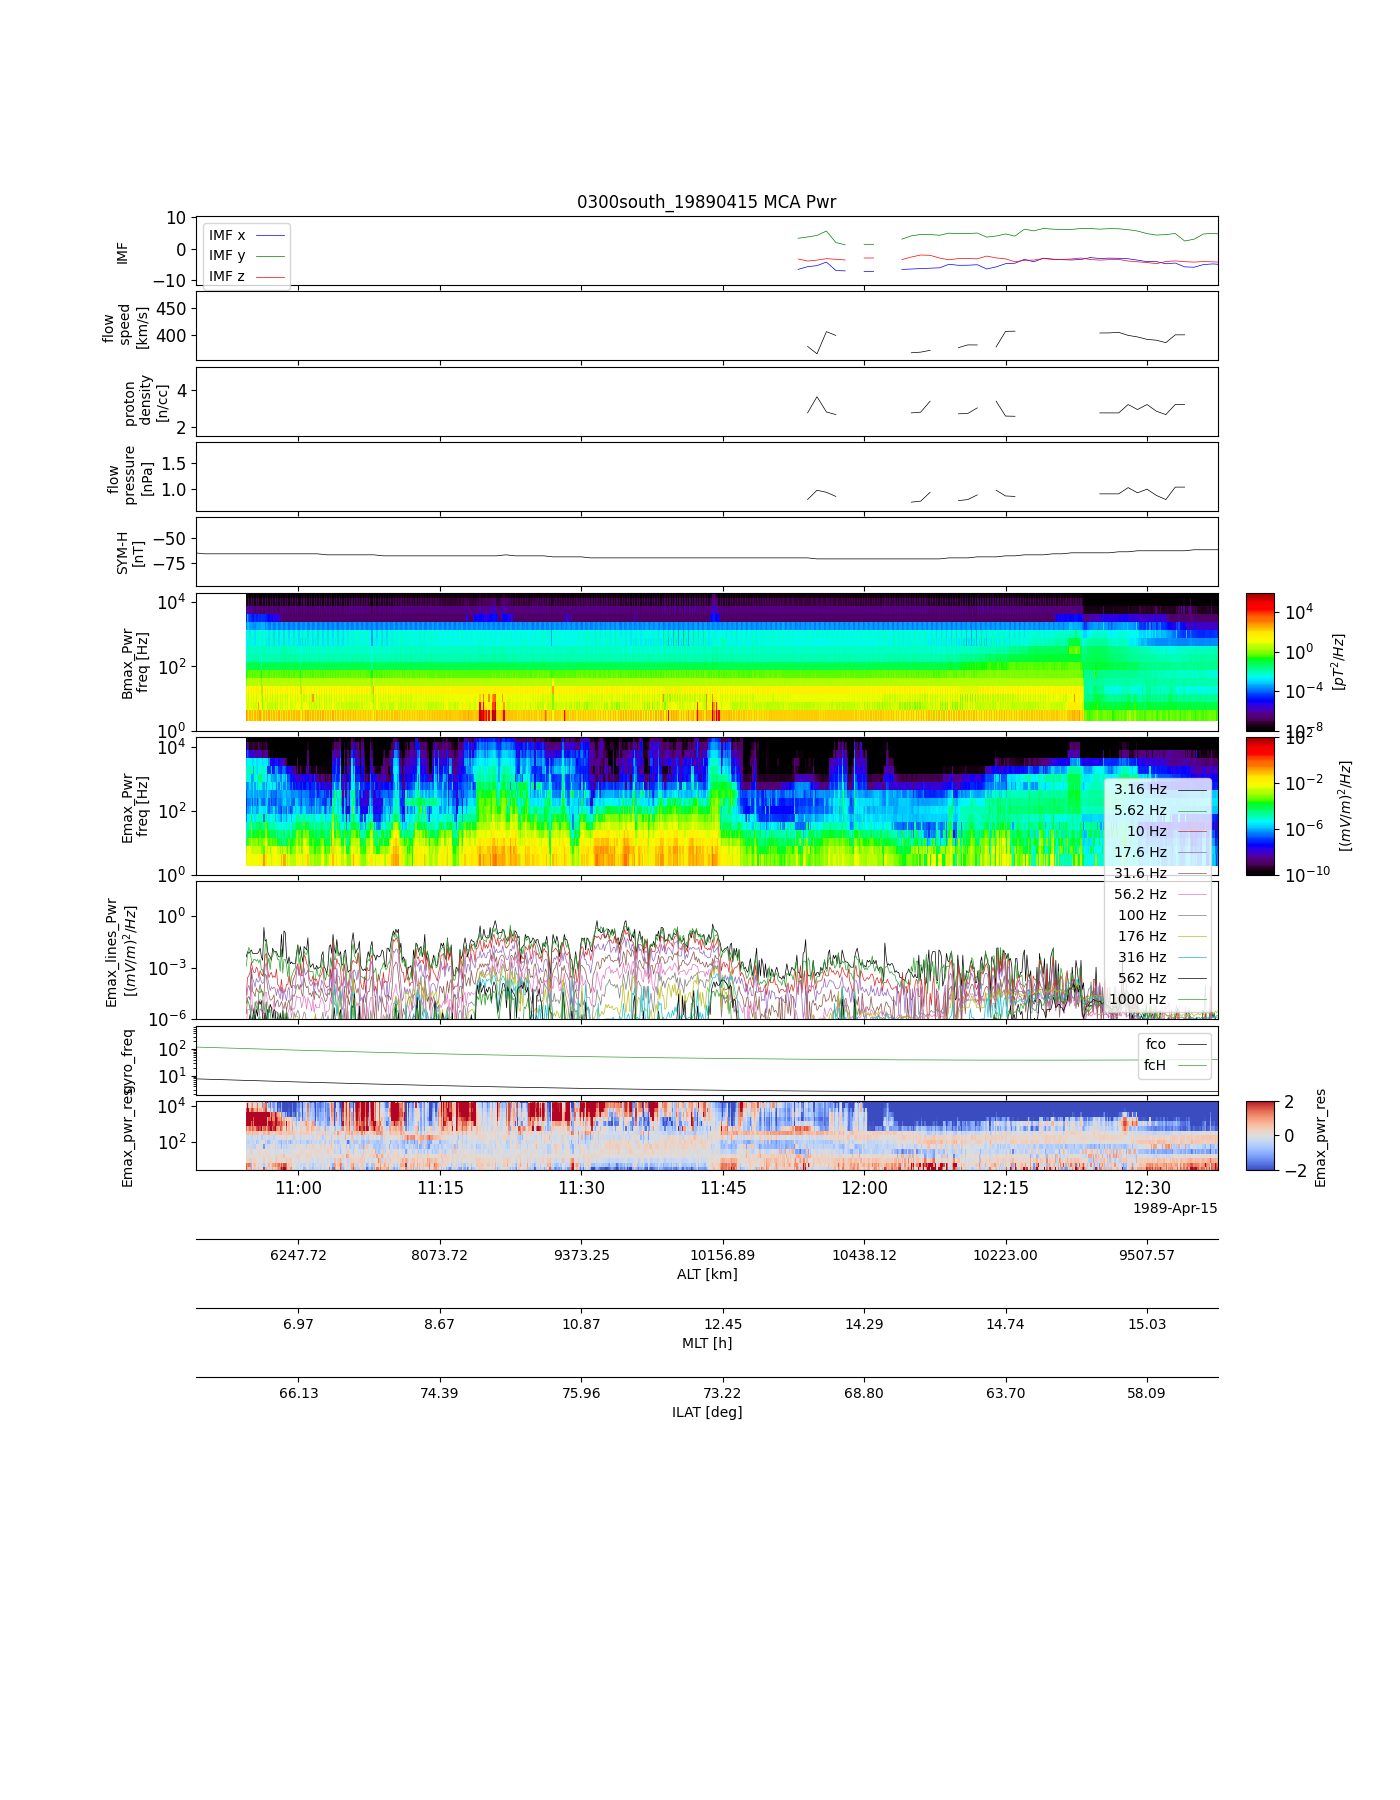 0300south_19890415 MCA Pwr
10
0
−10
IMF
IMF x
IMF y
IMF z
450
400
flow
speed
[km/s]
4
2
proton
density
[n/cc]
1.5
1.0
flow
pressure
[nPa]
−50
−75
SYM-H
[nT]
10^4
10^2
10^0
Bmax_Pwr
freq [Hz]
10^4
10^0
10^−4
10^−8
[pT^2/Hz]
10^4
10^2
10^0
Emax_Pwr
freq [Hz]
10^2
10^−2
10^−6
10^−10
[(mV/m)^2/Hz]
3.16 Hz
5.62 Hz
10 Hz
17.6 Hz
31.6 Hz
56.2 Hz
100 Hz
176 Hz
316 Hz
562 Hz
1000 Hz
10^0
10^−3
10^−6
Emax_lines_Pwr
[(mV/m)^2/Hz]
10^2
10^1
gyro_freq
fco
fcH
10^4
10^2
Emax_pwr_res
2
0
−2
Emax_pwr_res
11:00 11:15 11:30 11:45 12:00 12:15 12:30
1989-Apr-15
6247.72 8073.72 9373.25 10156.89 10438.12 10223.00 9507.57
ALT [km]
6.97 8.67 10.87 12.45 14.29 14.74 15.03
MLT [h]
66.13 74.39 75.96 73.22 68.80 63.70 58.09
ILAT [deg]